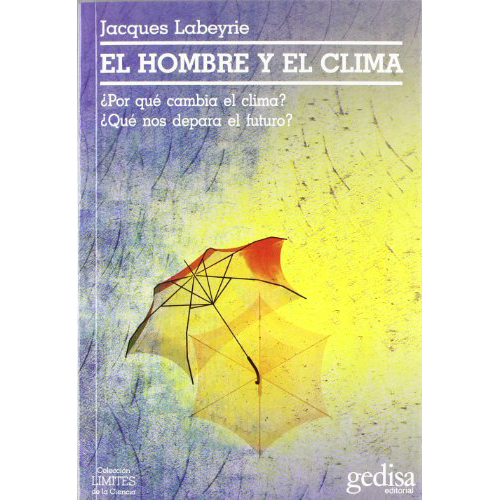 Jacques Labeyrie
EL HOMBRE Y EL CLIMA
¿Por qué cambia el clima?
¿Qué nos depara el futuro?
Colección
LIMITES
de la Ciencia
gedisa
editorial